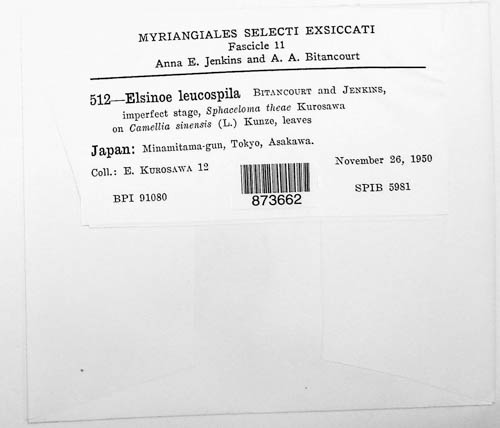 MYRIANGIALES SELECTI EXSICCATI
Fascicle 11
Anna E. Jenkins and A. A. Bitancourt
512—Elsinoe leucospila BITANCOURT and JENKINS,
imperfect stage, Sphaceloma theae Kurosawa
on Camellia sinensis (L.) Kunze, leaves
Japan: Minamitama-gun, Tokyo, Asakawa.
Coll.: E. KUROSAWA 12
November 26, 1950
BPI 91080
873662
SPIB 5981